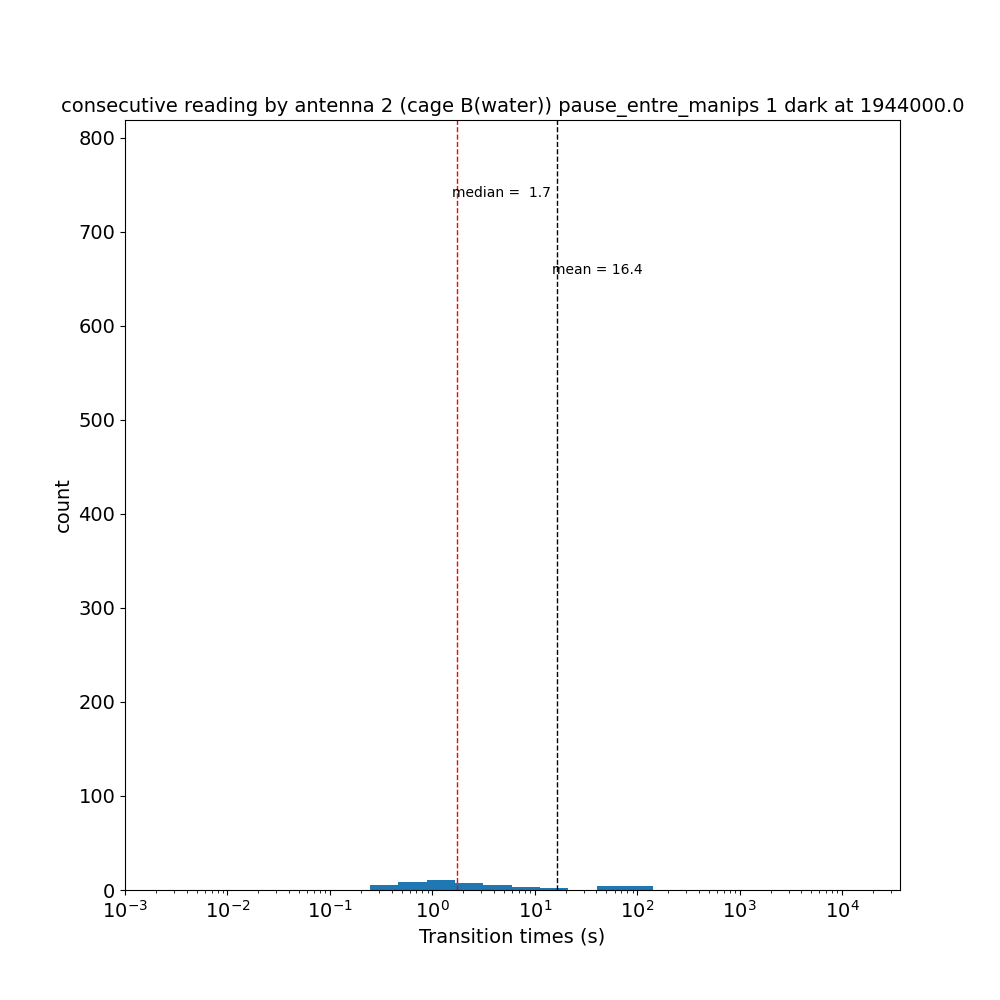 consecutive reading by antenna 2 (cage B(water)) pause_entre_manips 1 dark at 1944000.0
800
median =  1.7
700
mean = 16.4
600
500
count
400
300
200
100
0
10⁻³ 10⁻² 10⁻¹ 10⁰ 10¹ 10² 10³ 10⁴
Transition times (s)